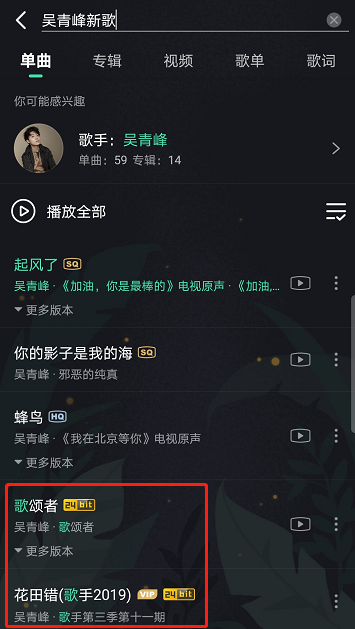 吴青峰新歌
单曲 专辑 视频 歌单 歌词
你可能感兴趣
歌手：吴青峰
单曲：59 专辑：14
播放全部
起风了 SQ
吴青峰 · 《加油，你是最棒的》电视原声 · 《加油,...
更多版本
你的影子是我的海 SQ
吴青峰 · 邪恶的纯真
蜂鸟 HQ
吴青峰 · 《我在北京等你》电视原声
更多版本
歌颂者 24bit
吴青峰 · 歌颂者
更多版本
花田错(歌手2019) VIP 24bit
吴青峰 · 歌手第三季第十一期